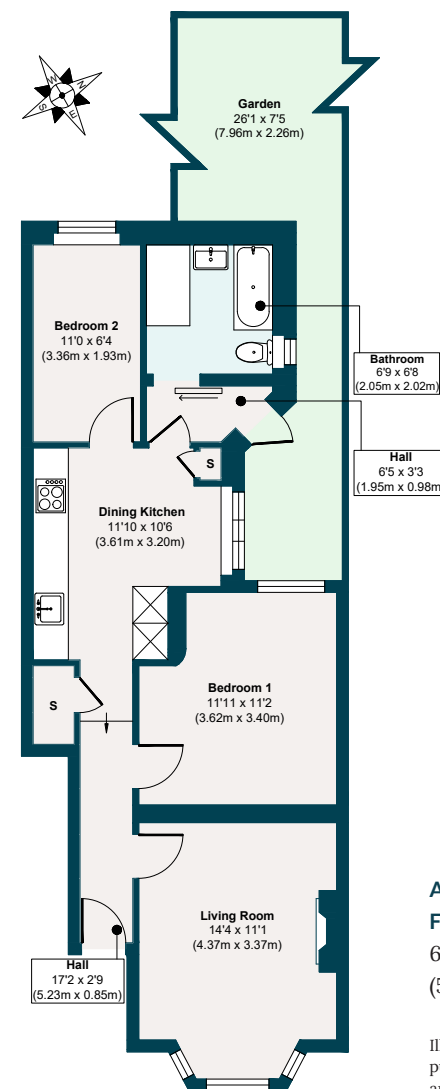 W
N
S
E
Garden
26'1 x 7'5
(7.96m x 2.26m)
Bedroom 2
11'0 x 6'4
(3.36m x 1.93m)
Bathroom
6'9 x 6'8
(2.05m x 2.02m)
Hall
6'5 x 3'3
(1.95m x 0.98m
S
Dining Kitchen
11'10 x 10'6
(3.61m x 3.20m)
S
Bedroom 1
11'11 x 11'2
(3.62m x 3.40m)
Living Room
14'4 x 11'1
(4.37m x 3.37m)
Hall
17'2 x 2'9
(5.23m x 0.85m)
A
F
6